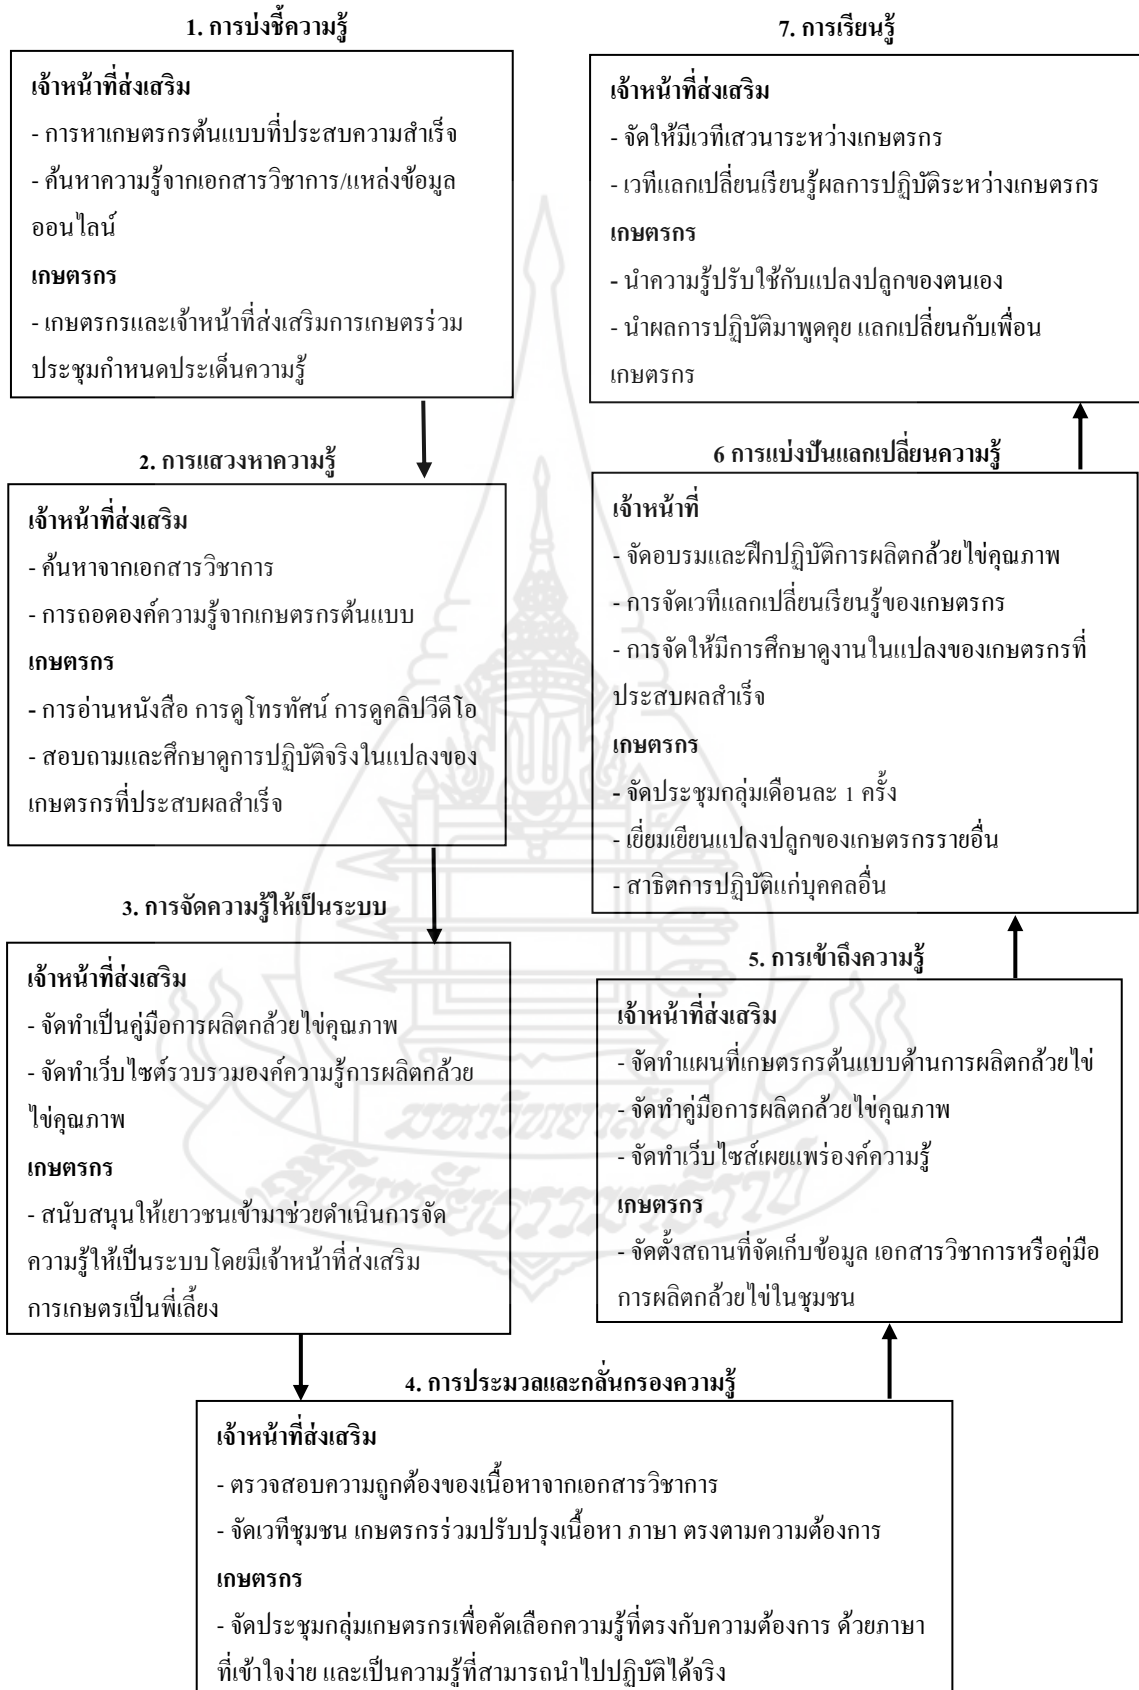 1. การบ่งชี้ความรู้
เจ้าหน้าที่ส่งเสริม
- การหาเกษตรกรต้นแบบที่ประสบความสำเร็จ
- ค้นหาความรู้จากเอกสารวิชาการ/แหล่งข้อมูล
ออนไลน์
เกษตรกร
- เกษตรกรและเจ้าหน้าที่ส่งเสริมการเกษตรร่วม
ประชุมกำหนดประเด็นความรู้
2. การแสวงหาความรู้
เจ้าหน้าที่ส่งเสริม
- ค้นหาจากเอกสารวิชาการ
- การถอดองค์ความรู้จากเกษตรกรต้นแบบ
เกษตรกร
- การอ่านหนังสือ การดูโทรทัศน์ การดูคลิปวีดีโอ
- สอบถามและศึกษาดูการปฏิบัติจริงในแปลงของ
เกษตรกรที่ประสบผลสำเร็จ
3. การจัดความรู้ให้เป็นระบบ
เจ้าหน้าที่ส่งเสริม
- จัดทำเป็นคู่มือการผลิตกล้วยไข่คุณภาพ
- จัดทำเว็บไซต์รวบรวมองค์ความรู้การผลิตกล้วย
ไข่คุณภาพ
เกษตรกร
- สนับสนุนให้เยาวชนเข้ามาช่วยดำเนินการจัด
ความรู้ให้เป็นระบบโดยมีเจ้าหน้าที่ส่งเสริม
การเกษตรเป็นพี่เลี้ยง
4. การประมวลและกลั่นกรองความรู้
เจ้าหน้าที่ส่งเสริม
- ตรวจสอบความถูกต้องของเนื้อหาจากเอกสารวิชาการ
- จัดเวทีชุมชน เกษตรกรร่วมปรับปรุงเนื้อหา ภาษา ตรงตามความต้องการ
เกษตรกร
- จัดประชุมกลุ่มเกษตรกรเพื่อคัดเลือกความรู้ที่ตรงกับความต้องการ ด้วยภาษา
ที่เข้าใจง่าย และเป็นความรู้ที่สามารถนำไปปฏิบัติได้จริง
5. การเข้าถึงความรู้
เจ้าหน้าที่ส่งเสริม
- จัดทำแผนที่เกษตรกรต้นแบบด้านการผลิตกล้วยไข่
- จัดทำคู่มือการผลิตกล้วยไข่คุณภาพ
- จัดทำเว็บไซส์เผยแพร่องค์ความรู้
เกษตรกร
- จัดตั้งสถานที่จัดเก็บข้อมูล เอกสารวิชาการหรือคู่มือ
การผลิตกล้วยไข่ในชุมชน
6 การแบ่งปันแลกเปลี่ยนความรู้
เจ้าหน้าที่
- จัดอบรมและฝึกปฏิบัติการผลิตกล้วยไข่คุณภาพ
- การจัดเวทีแลกเปลี่ยนเรียนรู้ของเกษตรกร
- การจัดให้มีการศึกษาดูงานในแปลงของเกษตรกรที่
ประสบผลสำเร็จ
เกษตรกร
- จัดประชุมกลุ่มเดือนละ 1 ครั้ง
- เยี่ยมเยียนแปลงปลูกของเกษตรกรรายอื่น
- สาธิตการปฏิบัติแก่บุคคลอื่น
7. การเรียนรู้
เจ้าหน้าที่ส่งเสริม
- จัดให้มีเวทีเสวนาระหว่างเกษตรกร
- เวทีแลกเปลี่ยนเรียนรู้ผลการปฏิบัติระหว่างเกษตรกร
เกษตรกร
- นำความรู้ปรับใช้กับแปลงปลูกของตนเอง
- นำผลการปฏิบัติมาพูดคุย แลกเปลี่ยนกับเพื่อน
เกษตรกร
มหาวิทยาลัย
สุโขทัยธรรมาธิราช